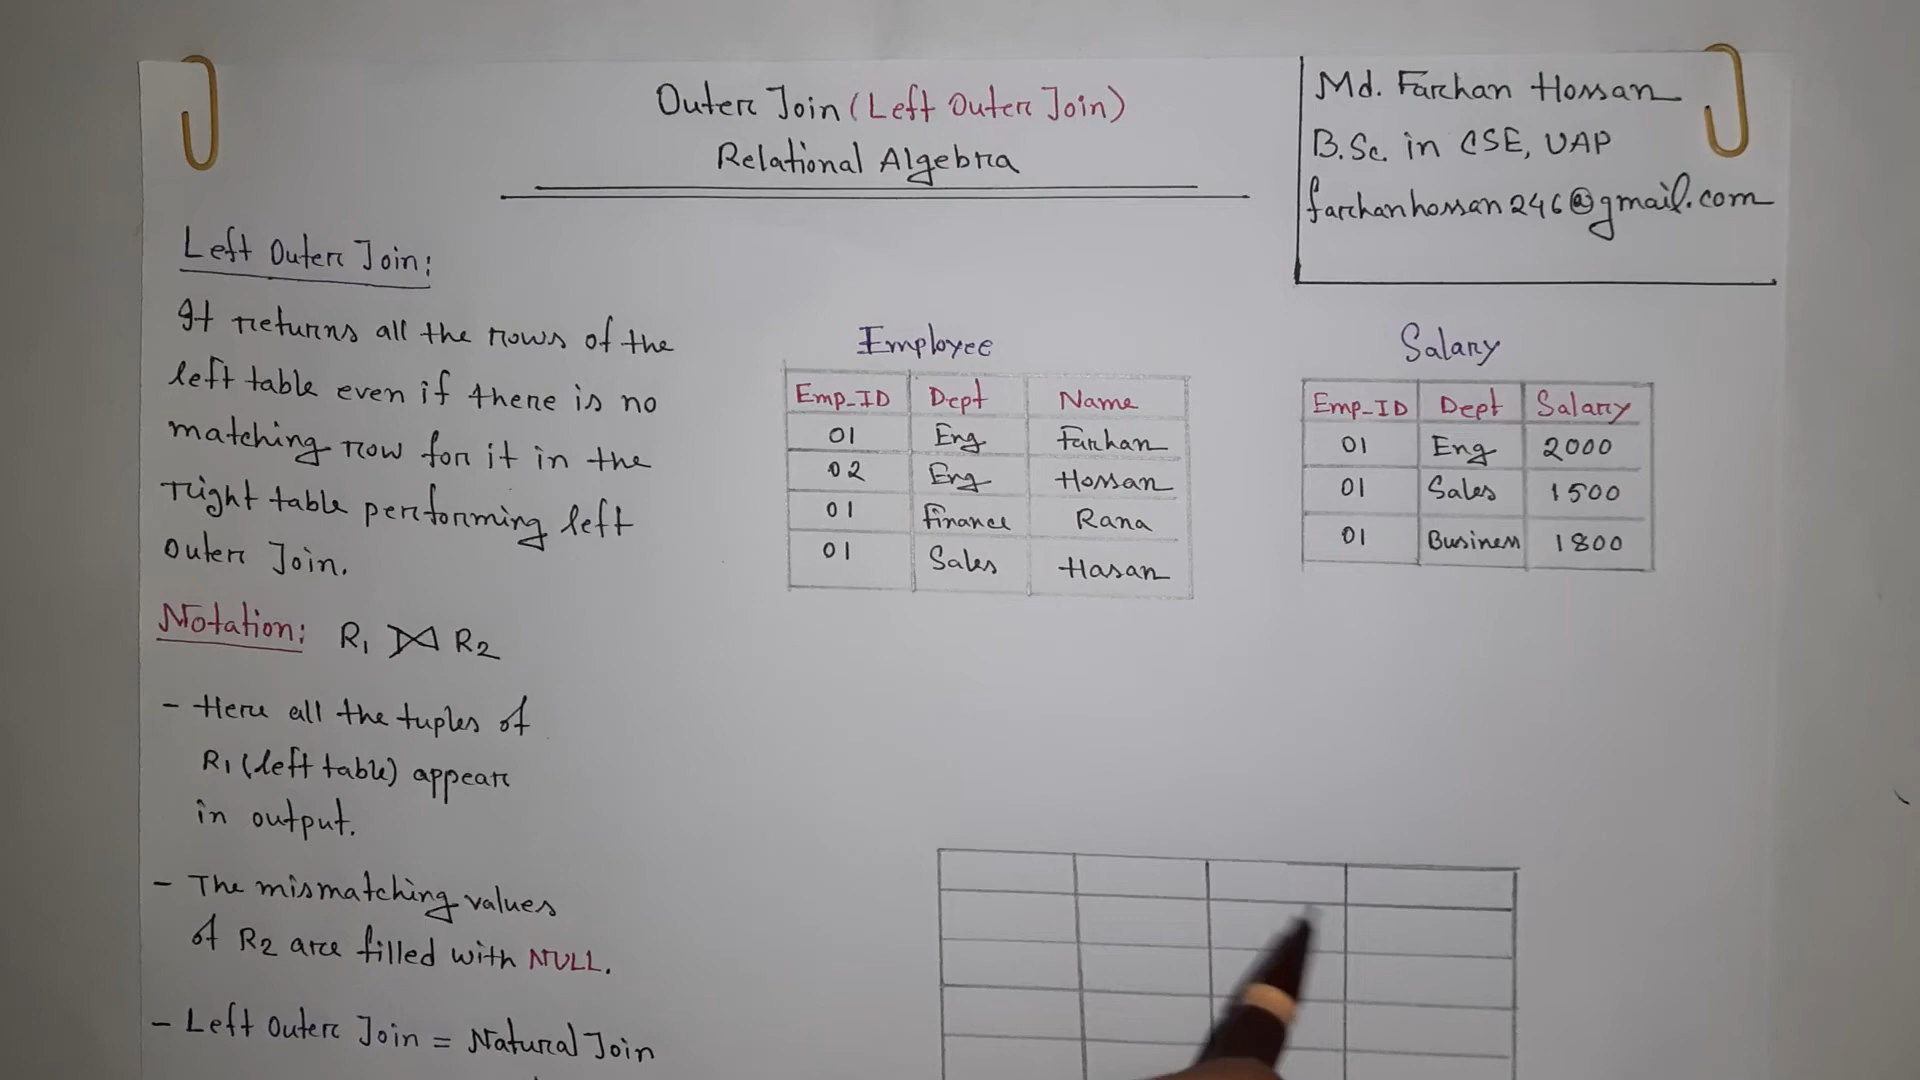 Outer Join (Left Outer Join)
Relational Algebra
Md. Farhan Hossan
B.Sc. in CSE, UAP
farhanhossan246@gmail.com
Left Outer Join:
It returns all the rows of the
left table even if there is no
matching row for it in the
right table performing left
outer Join.
Notation: R1 ⟕ R2
- Here all the tuples of
R1 (left table) appear
in output.
- The mismatching values
of R2 are filled with NULL.
- Left Outer Join = Natural Join
Employee
Emp_ID Dept Name
01 Eng Farhan
02 Eng Hossan
01 Finance Rana
01 Sales Hasan
Salary
Emp_ID Dept Salary
01 Eng 2000
01 Sales 1500
01 Business 1800